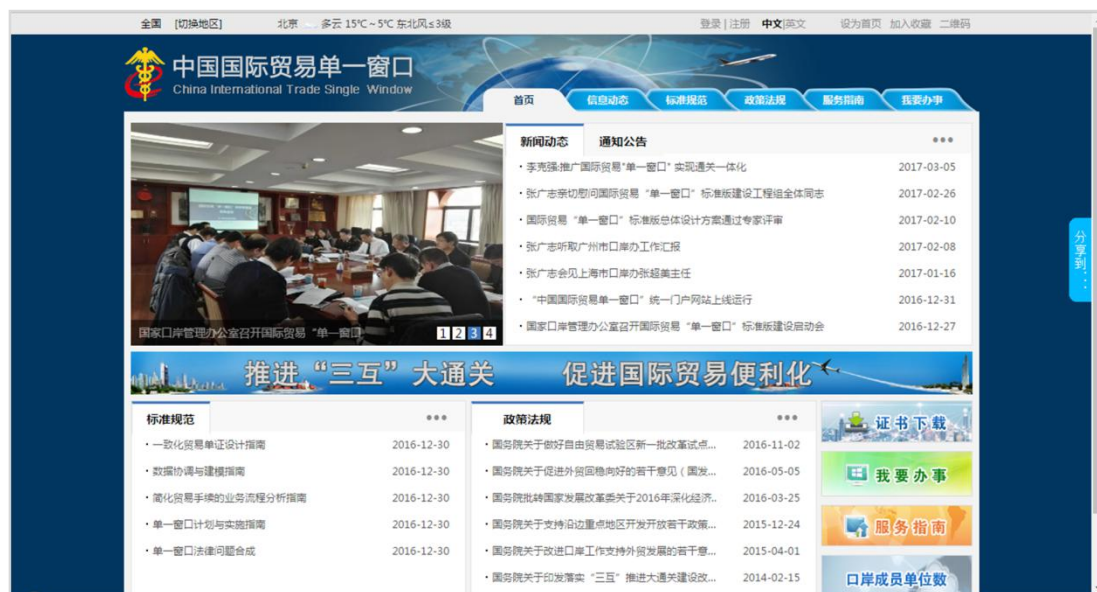 全国 [切换地区] 北京 多云 15℃~5℃ 东北风≤3级 登录|注册 中文|英文 设为首页 加入收藏 二维码
中国国际贸易单一窗口
China International Trade Single Window
首页 信息动态 标准规范 政策法规 服务指南 我要办事
新闻动态 通知公告 •••
·李克强:推广国际贸易"单一窗口" 实现通关一体化 2017-03-05
·张广志亲切慰问国际贸易“单一窗口”标准版建设工程组全体同志 2017-02-26
·国际贸易“单一窗口”标准版总体设计方案通过专家评审 2017-02-10
·张广志听取广州市口岸办工作汇报 2017-02-08
·张广志会见上海市口岸办张超美主任 2017-01-16
·“中国国际贸易单一窗口”统一门户网站上线运行 2016-12-31
·国家口岸管理办公室召开国际贸易“单一窗口”标准版建设启动会 2016-12-27
国家口岸管理办公室召开国际贸易“单一窗口 1 2 3 4
分享到:...
推进“三互”大通关 促进国际贸易便利化
标准规范 •••
·一致化贸易单证设计指南 2016-12-30
·数据协调与建模指南 2016-12-30
·简化贸易手续的业务流程分析指南 2016-12-30
·单一窗口计划与实施指南 2016-12-30
·单一窗口法律问题合成 2016-12-30
政策法规 •••
·国务院关于做好自由贸易试验区新一批改革试点... 2016-11-02
·国务院关于促进外贸回稳向好的若干意见（国发... 2016-05-05
·国务院批转国家发展改革委关于2016年深化经济.. 2016-03-25
·国务院关于支持沿边重点地区开发开放若干政策... 2015-12-24
·国务院关于改进口岸工作支持外贸发展的若干意... 2015-04-01
·国务院关于印发落实“三互”推进大通关建设改... 2014-02-15
证书下载
我要办事
服务指南
口岸成员单位数